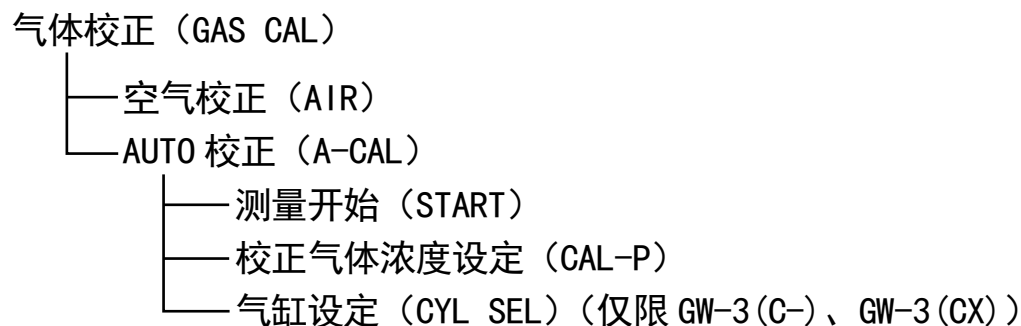 气体校正（GAS CAL）
空气校正（AIR）
AUTO 校正（A-CAL）
测量开始（START）
校正气体浓度设定（CAL-P）
气缸设定（CYL SEL）（仅限 GW-3(C-)、GW-3(CX)）